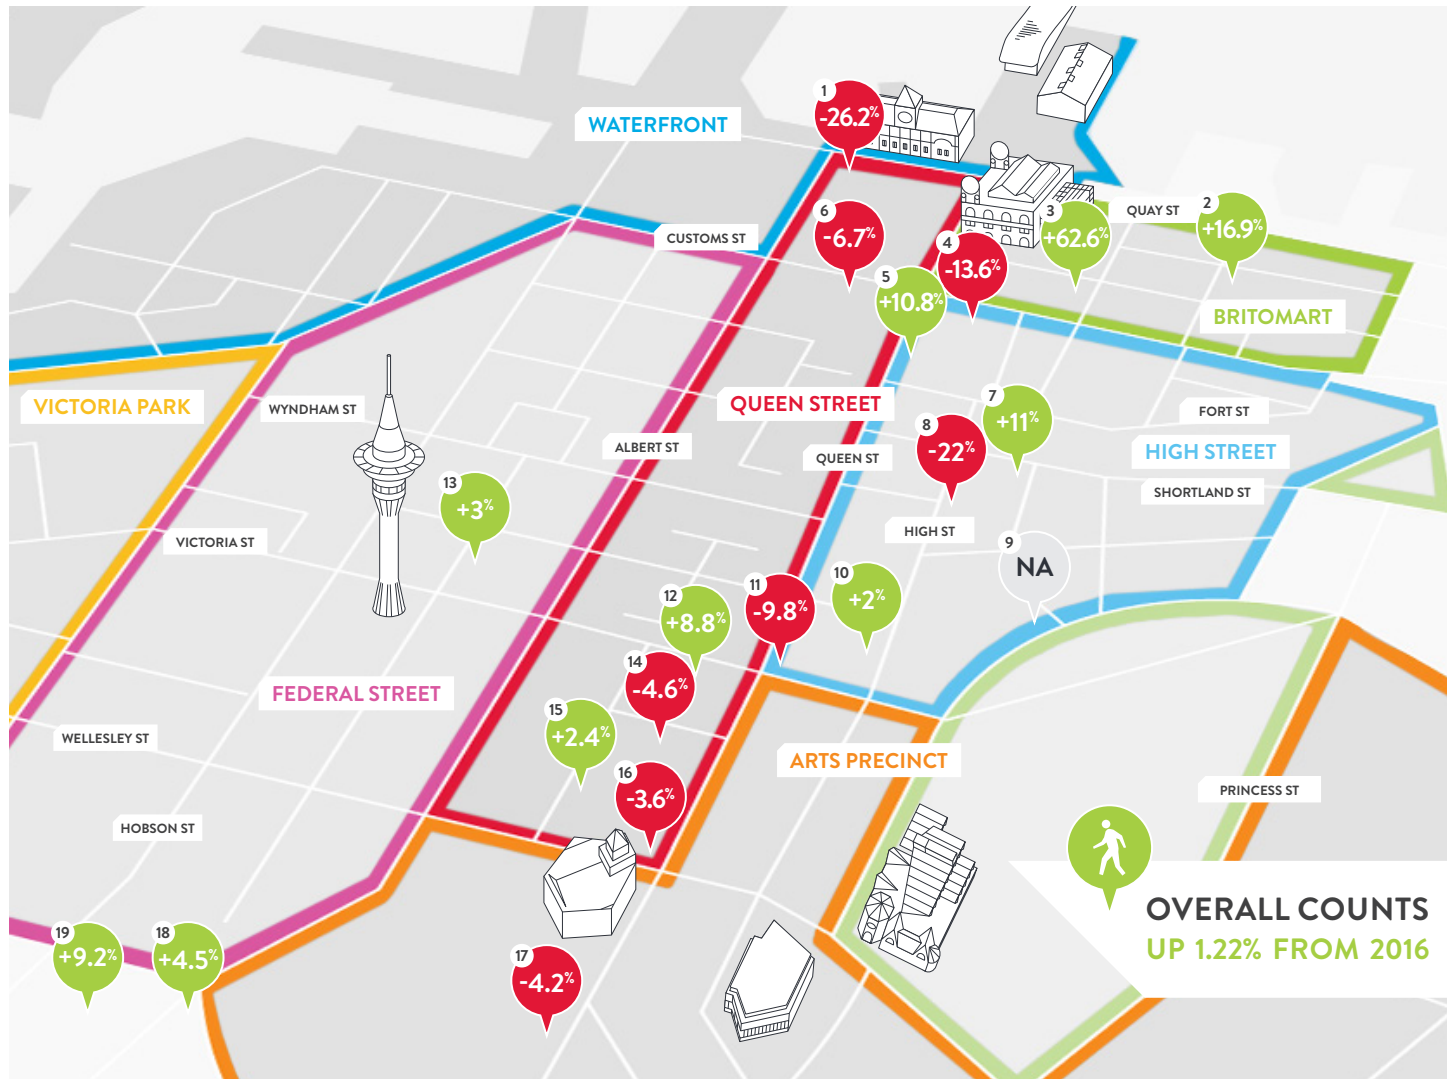 1
-26.2%
WATERFRONT
6
-6.7%
3
+62.6%
QUAY ST
2
+16.9%
CUSTOMS ST
4
-13.6%
5
+10.8%
BRITOMART
VICTORIA PARK
WYNDHAM ST
QUEEN STREET
7
+11%
FORT ST
8
-22%
ALBERT ST
QUEEN ST
HIGH STREET
13
+3%
SHORTLAND ST
VICTORIA ST
HIGH ST
9
NA
12
+8.8%
11
-9.8%
10
+2%
14
-4.6%
FEDERAL STREET
15
+2.4%
WELLESLEY ST
16
-3.6%
ARTS PRECINCT
PRINCESS ST
HOBSON ST
OVERALL COUNTS
UP 1.22% FROM 2016
19
+9.2%
18
+4.5%
17
-4.2%